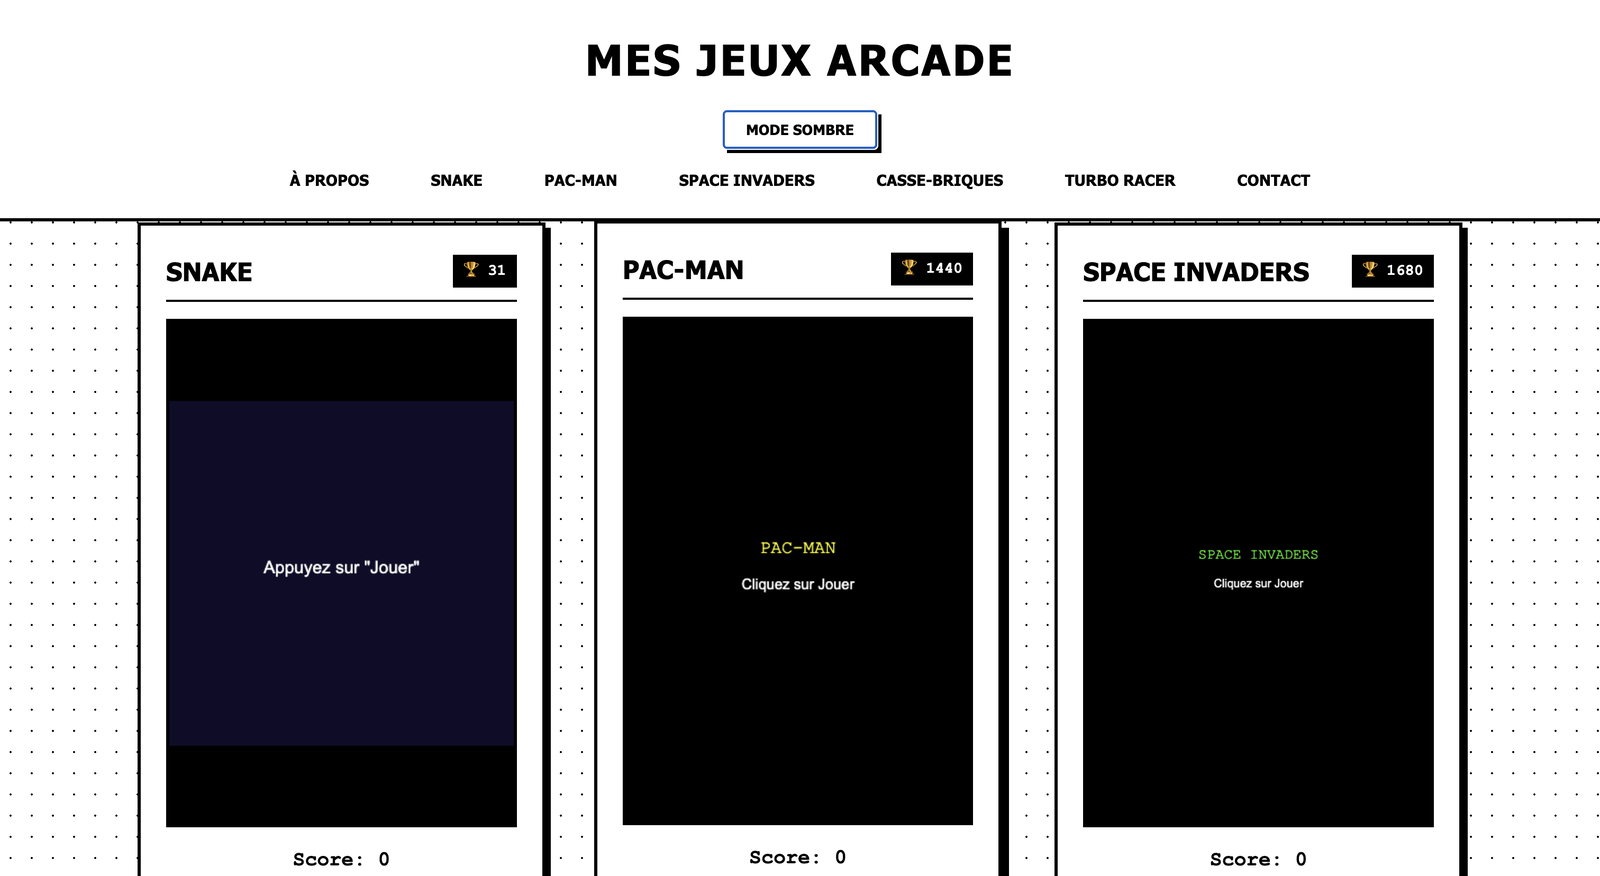 MES JEUX ARCADE
MODE SOMBRE
À PROPOS SNAKE PAC-MAN SPACE INVADERS CASSE-BRIQUES TURBO RACER CONTACT
SNAKE 🏆 31
Appuyez sur "Jouer"
Score: 0
PAC-MAN 🏆 1440
PAC-MAN
Cliquez sur Jouer
Score: 0
SPACE INVADERS 🏆 1680
SPACE INVADERS
Cliquez sur Jouer
Score: 0